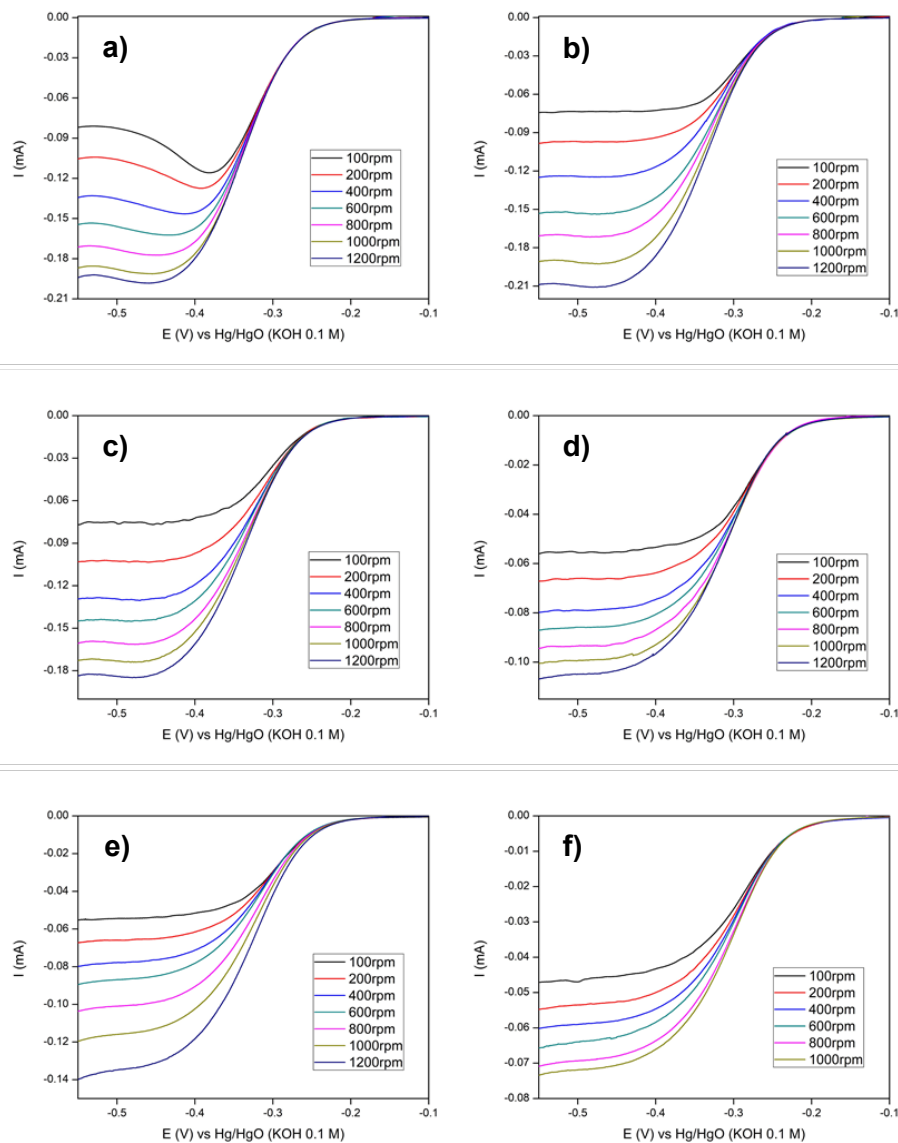 a)
0.00
-0.03
-0.06
-0.09
-0.12
-0.15
-0.18
-0.21
I (mA)
100rpm
200rpm
400rpm
600rpm
800rpm
1000rpm
1200rpm
-0.5
-0.4
-0.3
-0.2
-0.1
E (V) vs Hg/HgO (KOH 0.1 M)
b)
0.00
-0.03
-0.06
-0.09
-0.12
-0.15
-0.18
-0.21
I (mA)
100rpm
200rpm
400rpm
600rpm
800rpm
1000rpm
1200rpm
-0.5
-0.4
-0.3
-0.2
-0.1
E (V) vs Hg/HgO (KOH 0.1 M)
c)
0.00
-0.03
-0.06
-0.09
-0.12
-0.15
-0.18
I (mA)
100rpm
200rpm
400rpm
600rpm
800rpm
1000rpm
1200rpm
-0.5
-0.4
-0.3
-0.2
-0.1
E (V) vs Hg/HgO (KOH 0.1 M)
d)
0.00
-0.02
-0.04
-0.06
-0.08
-0.10
I (mA)
100rpm
200rpm
400rpm
600rpm
800rpm
1000rpm
1200rpm
-0.5
-0.4
-0.3
-0.2
-0.1
E (V) vs Hg/HgO (KOH 0.1 M)
e)
0.00
-0.02
-0.04
-0.06
-0.08
-0.10
-0.12
-0.14
I (mA)
100rpm
200rpm
400rpm
600rpm
800rpm
1000rpm
1200rpm
-0.5
-0.4
-0.3
-0.2
-0.1
E (V) vs Hg/HgO (KOH 0.1 M)
f)
0.00
-0.01
-0.02
-0.03
-0.04
-0.05
-0.06
-0.07
-0.08
I (mA)
100rpm
200rpm
400rpm
600rpm
800rpm
1000rpm
-0.5
-0.4
-0.3
-0.2
-0.1
E (V) vs Hg/HgO (KOH 0.1 M)